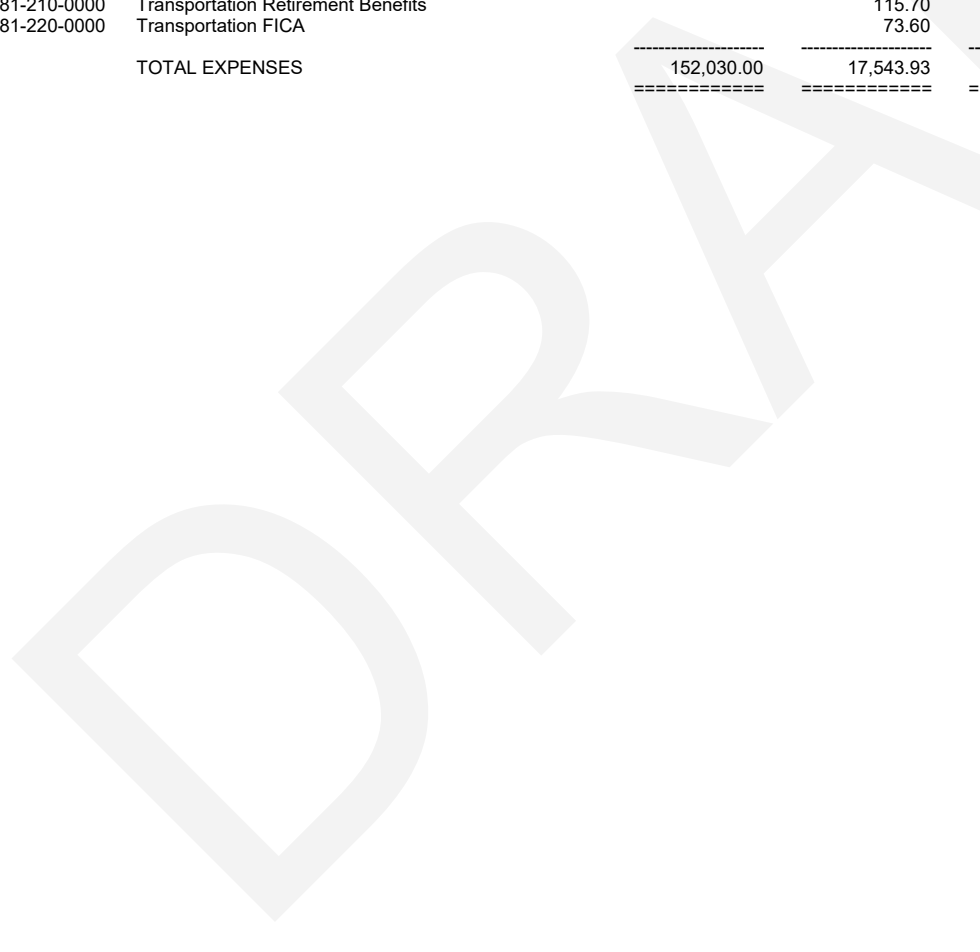 81-210-0000 Transportation Retirement Benefits 115.70
81-220-0000 Transportation FICA 73.60
--------------------- --------------------- --
TOTAL EXPENSES 152,030.00 17,543.93
============ ============ =
DRA